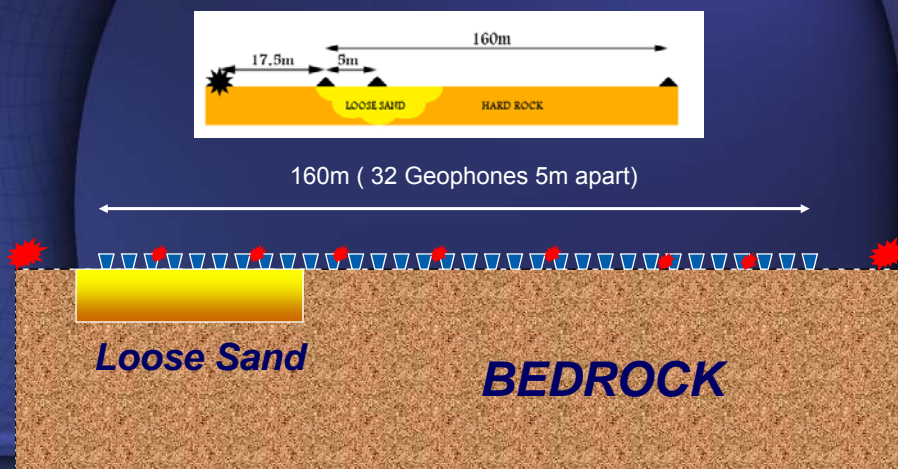 160m
17.5m 5m
LOOSE SAND HARD ROCK
160m ( 32 Geophones 5m apart)
Loose Sand
BEDROCK